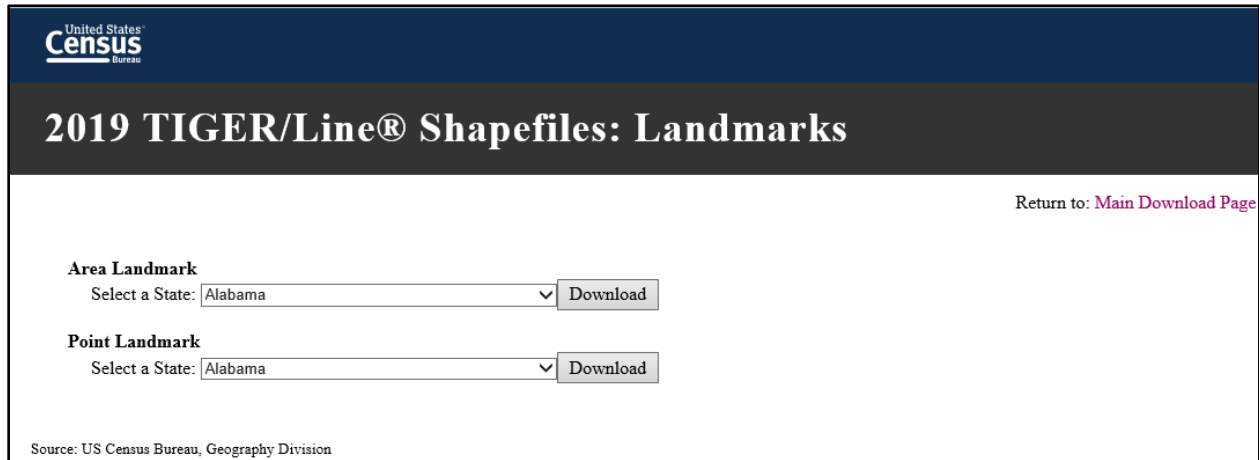 United States™
Census
Bureau
2019 TIGER/Line® Shapefiles: Landmarks
Return to: Main Download Page
Area Landmark
Select a State: Alabama Download
Point Landmark
Select a State: Alabama Download
Source: US Census Bureau, Geography Division